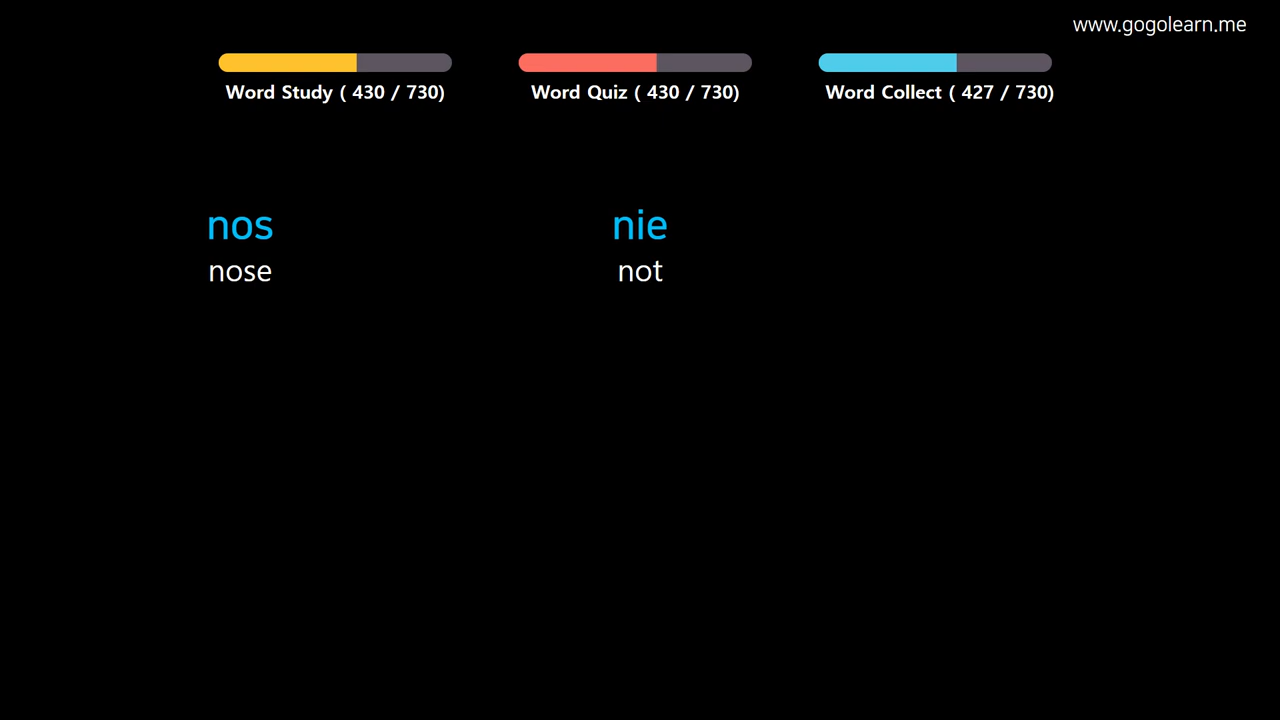 www.gogolearn.me
Word Study ( 430 / 730)
Word Quiz ( 430 / 730)
Word Collect ( 427 / 730)
nos
nose
nie
not